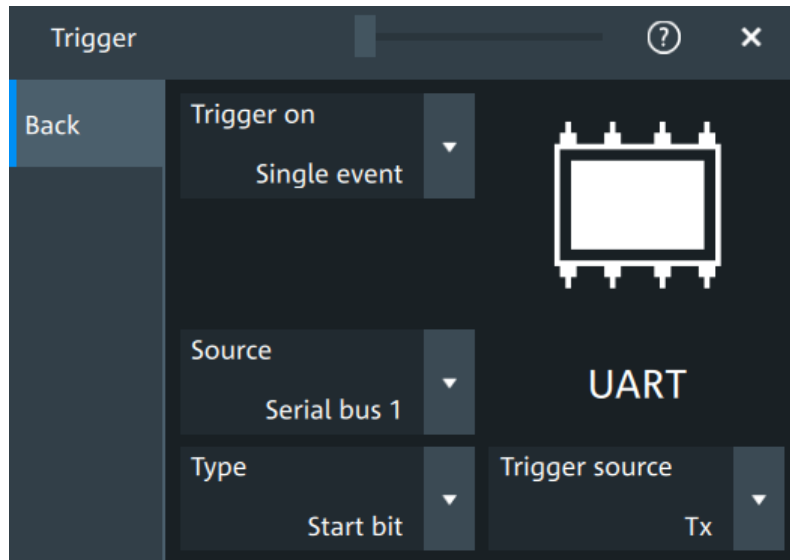 Trigger
?
Back
Trigger on
Single event
Source
Serial bus 1
UART
Type
Start bit
Trigger source
Tx